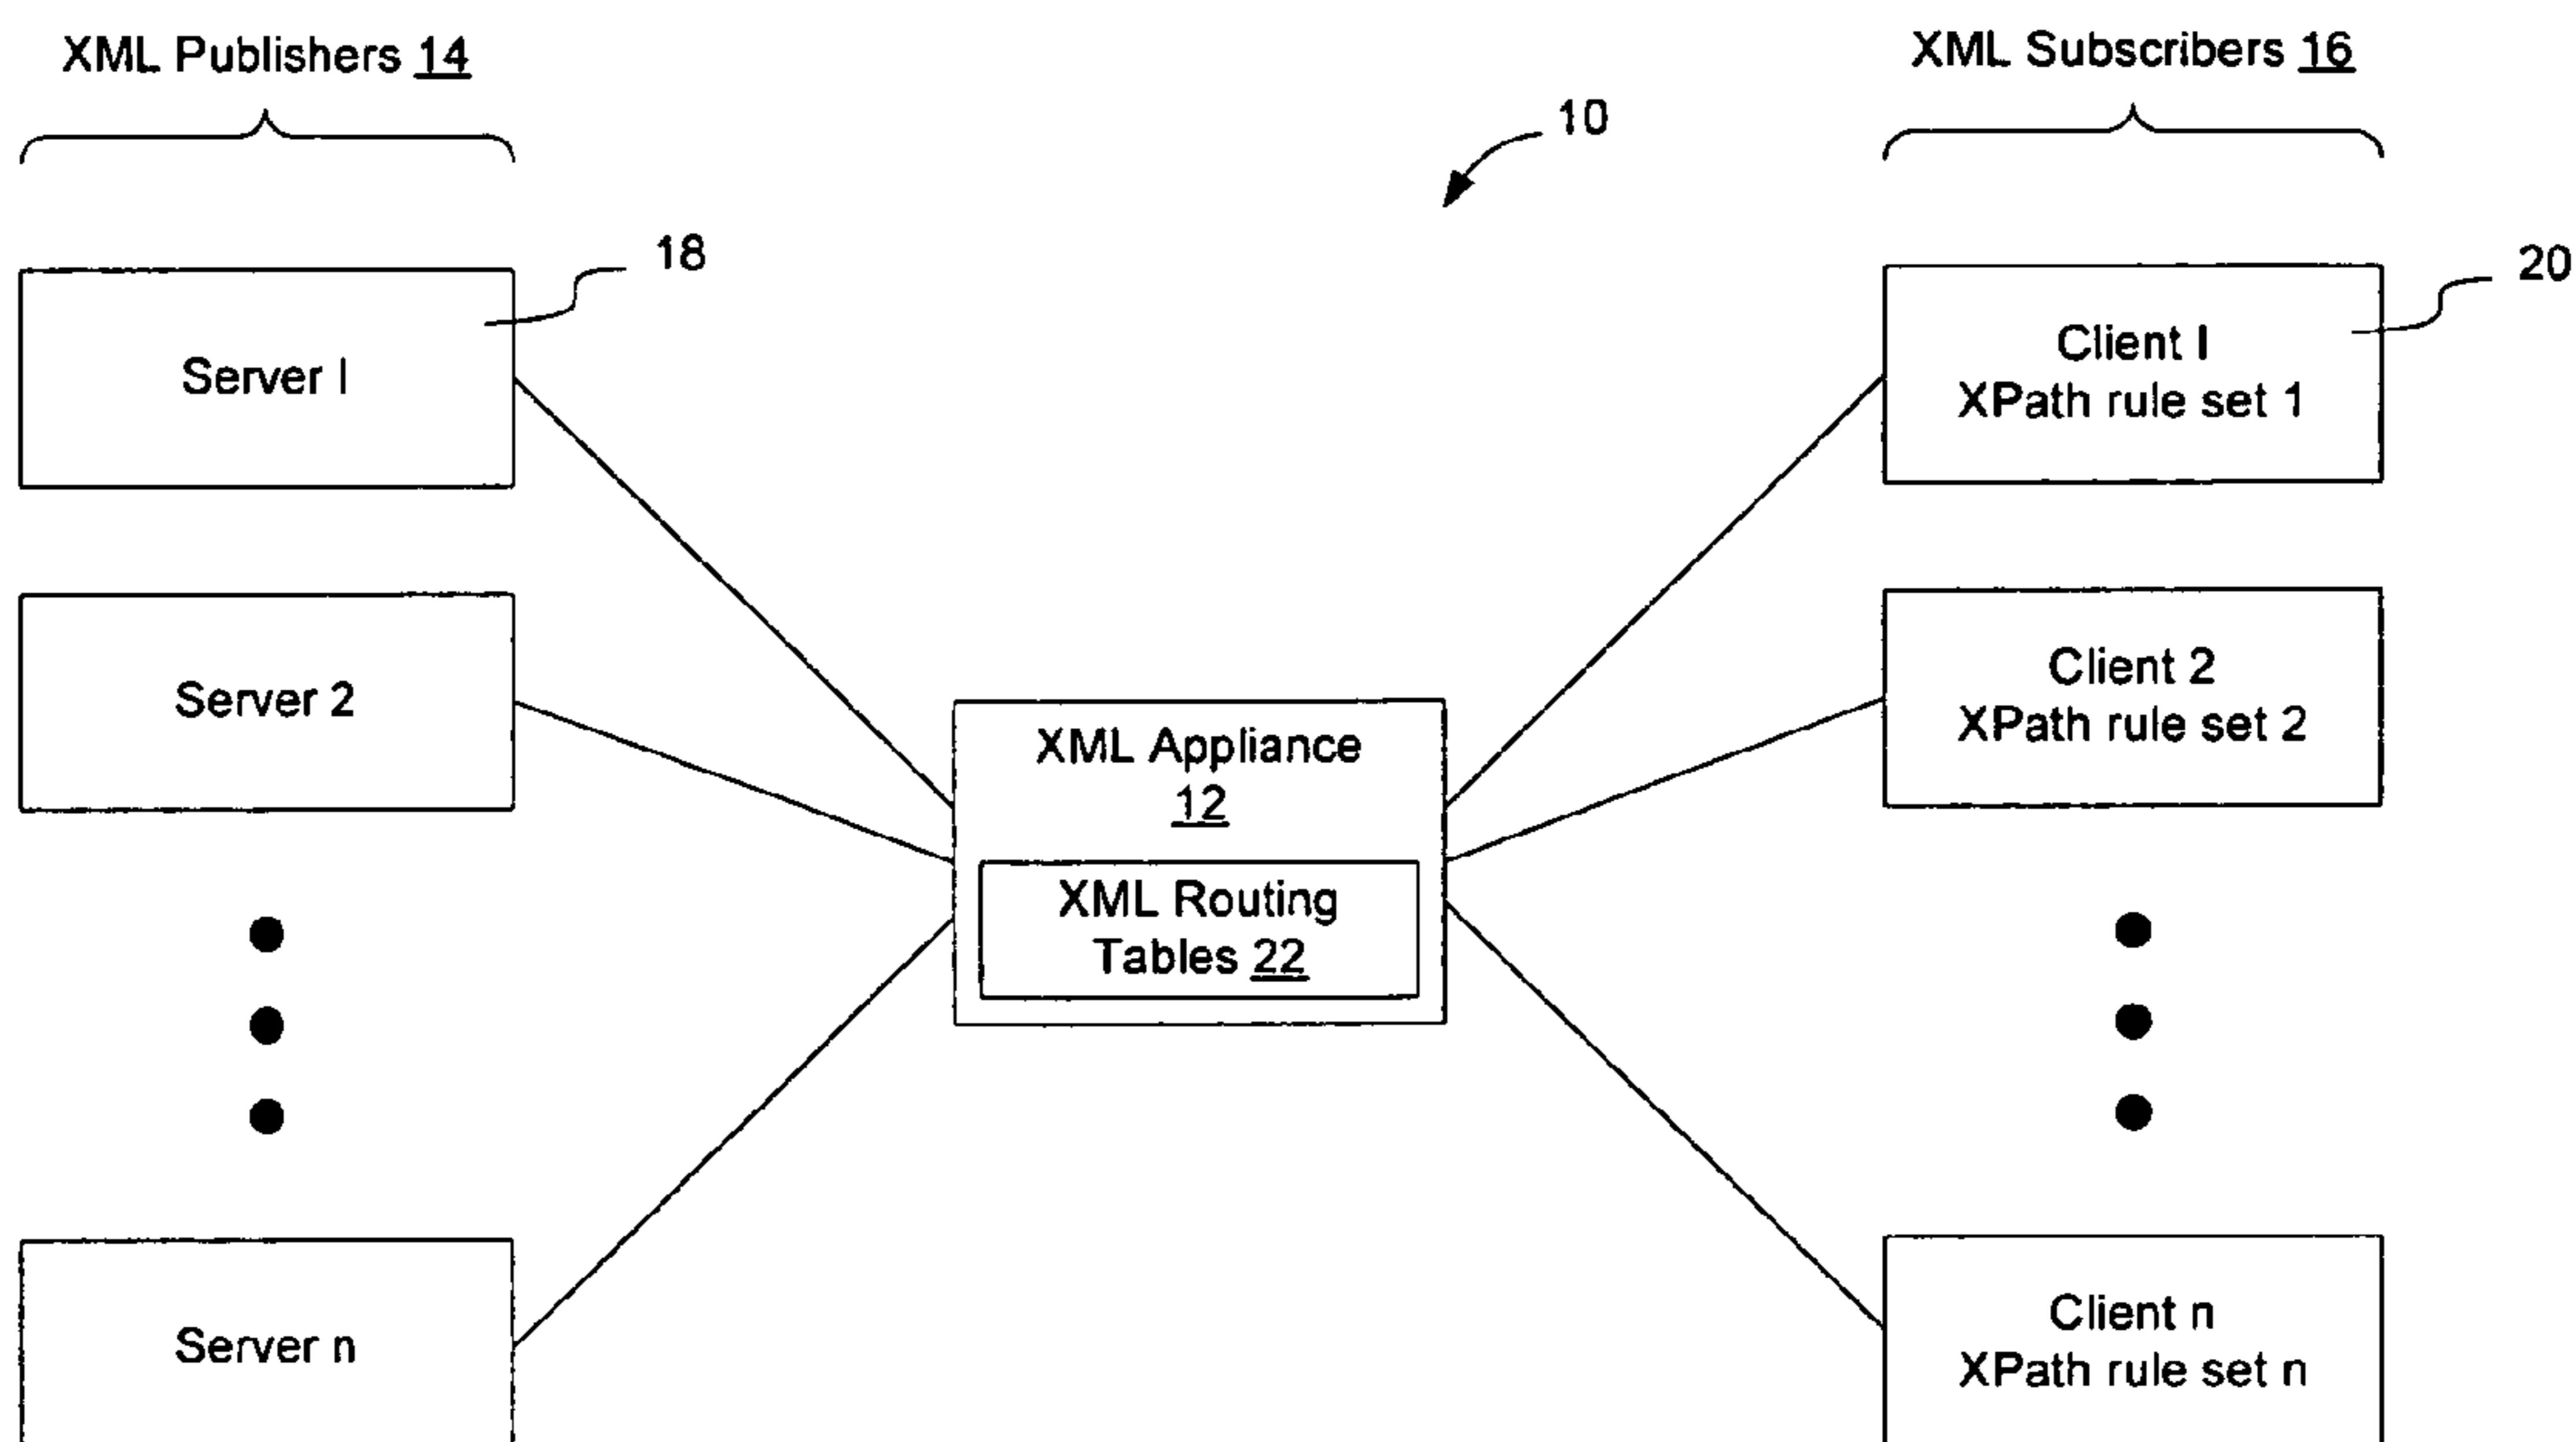 XML Publishers 14
XML Subscribers 16
10
18
20
Server I
Client I
XPath rule set 1
Server 2
Client 2
XPath rule set 2
XML Appliance
12
XML Routing
Tables 22
Server n
Client n
XPath rule set n